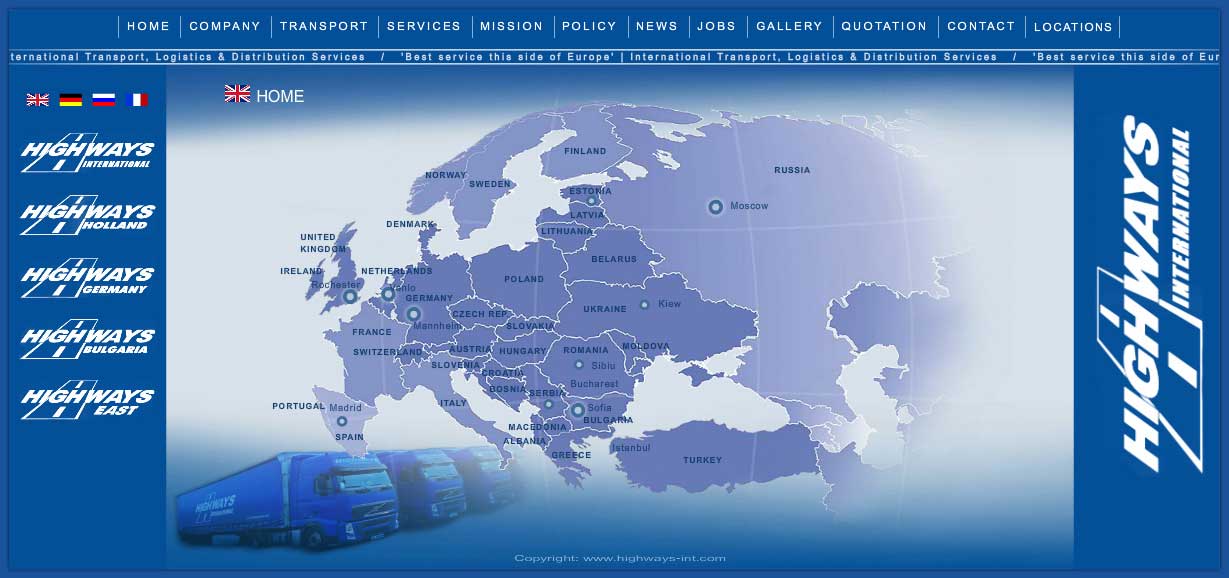 HOME COMPANY TRANSPORT SERVICES MISSION POLICY NEWS JOBS GALLERY QUOTATION CONTACT LOCATIONS
ternational Transport, Logistics & Distribution Services / 'Best service this side of Europe' | International Transport, Logistics & Distribution Services / 'Best service this side of Eur
HOME
HIGHWAYS
INTERNATIONAL
HIGHWAYS
HOLLAND
HIGHWAYS
GERMANY
HIGHWAYS
BULGARIA
HIGHWAYS
EAST
FINLAND
RUSSIA
NORWAY
SWEDEN
ESTONIA
Moscow
LATVIA
DENMARK
LITHUANIA
UNITED
KINGDOM
BELARUS
IRELAND
NETHERLANDS
POLAND
Rochester
Venlo
GERMANY
UKRAINE
Kiew
CZECH REP.
Mannheim
SLOVAKIA
FRANCE
SWITZERLAND
AUSTRIA
HUNGARY
ROMANIA
MOLDOVA
SLOVENIA
Sibiu
CROATIA
Bucharest
BOSNIA
SERBIA
ITALY
PORTUGAL
Madrid
Sofia
BULGARIA
MACEDONIA
SPAIN
ALBANIA
Istanbul
GREECE
TURKEY
HIGHWAYS
INTERNATIONAL
HIGHWAYS
INTERNATIONAL
Copyright: www.highways-int.com